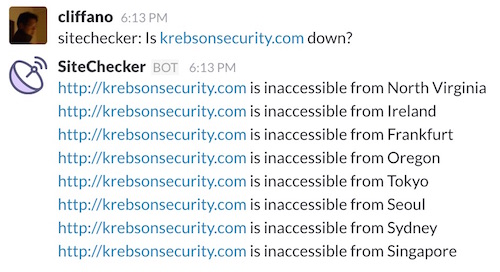 cliffano 6:13 PM
sitechecker: Is krebsonsecurity.com down?
SiteChecker BOT 6:13 PM
http://krebsonsecurity.com is inaccessible from North Virginia
http://krebsonsecurity.com is inaccessible from Ireland
http://krebsonsecurity.com is inaccessible from Frankfurt
http://krebsonsecurity.com is inaccessible from Oregon
http://krebsonsecurity.com is inaccessible from Tokyo
http://krebsonsecurity.com is inaccessible from Seoul
http://krebsonsecurity.com is inaccessible from Sydney
http://krebsonsecurity.com is inaccessible from Singapore